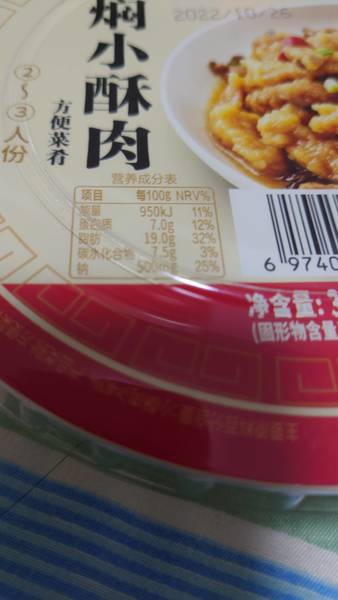 2022/10/26
焖小酥肉
方便菜肴
②～③人份
营养成分表
项目 每100g NRV%
能量 950kJ 11%
蛋白质 7.0g 12%
脂肪 19.0g 32%
碳水化合物 7.5g 3%
钠 500mg 25%
6 9740
净含量:
(固形物含量